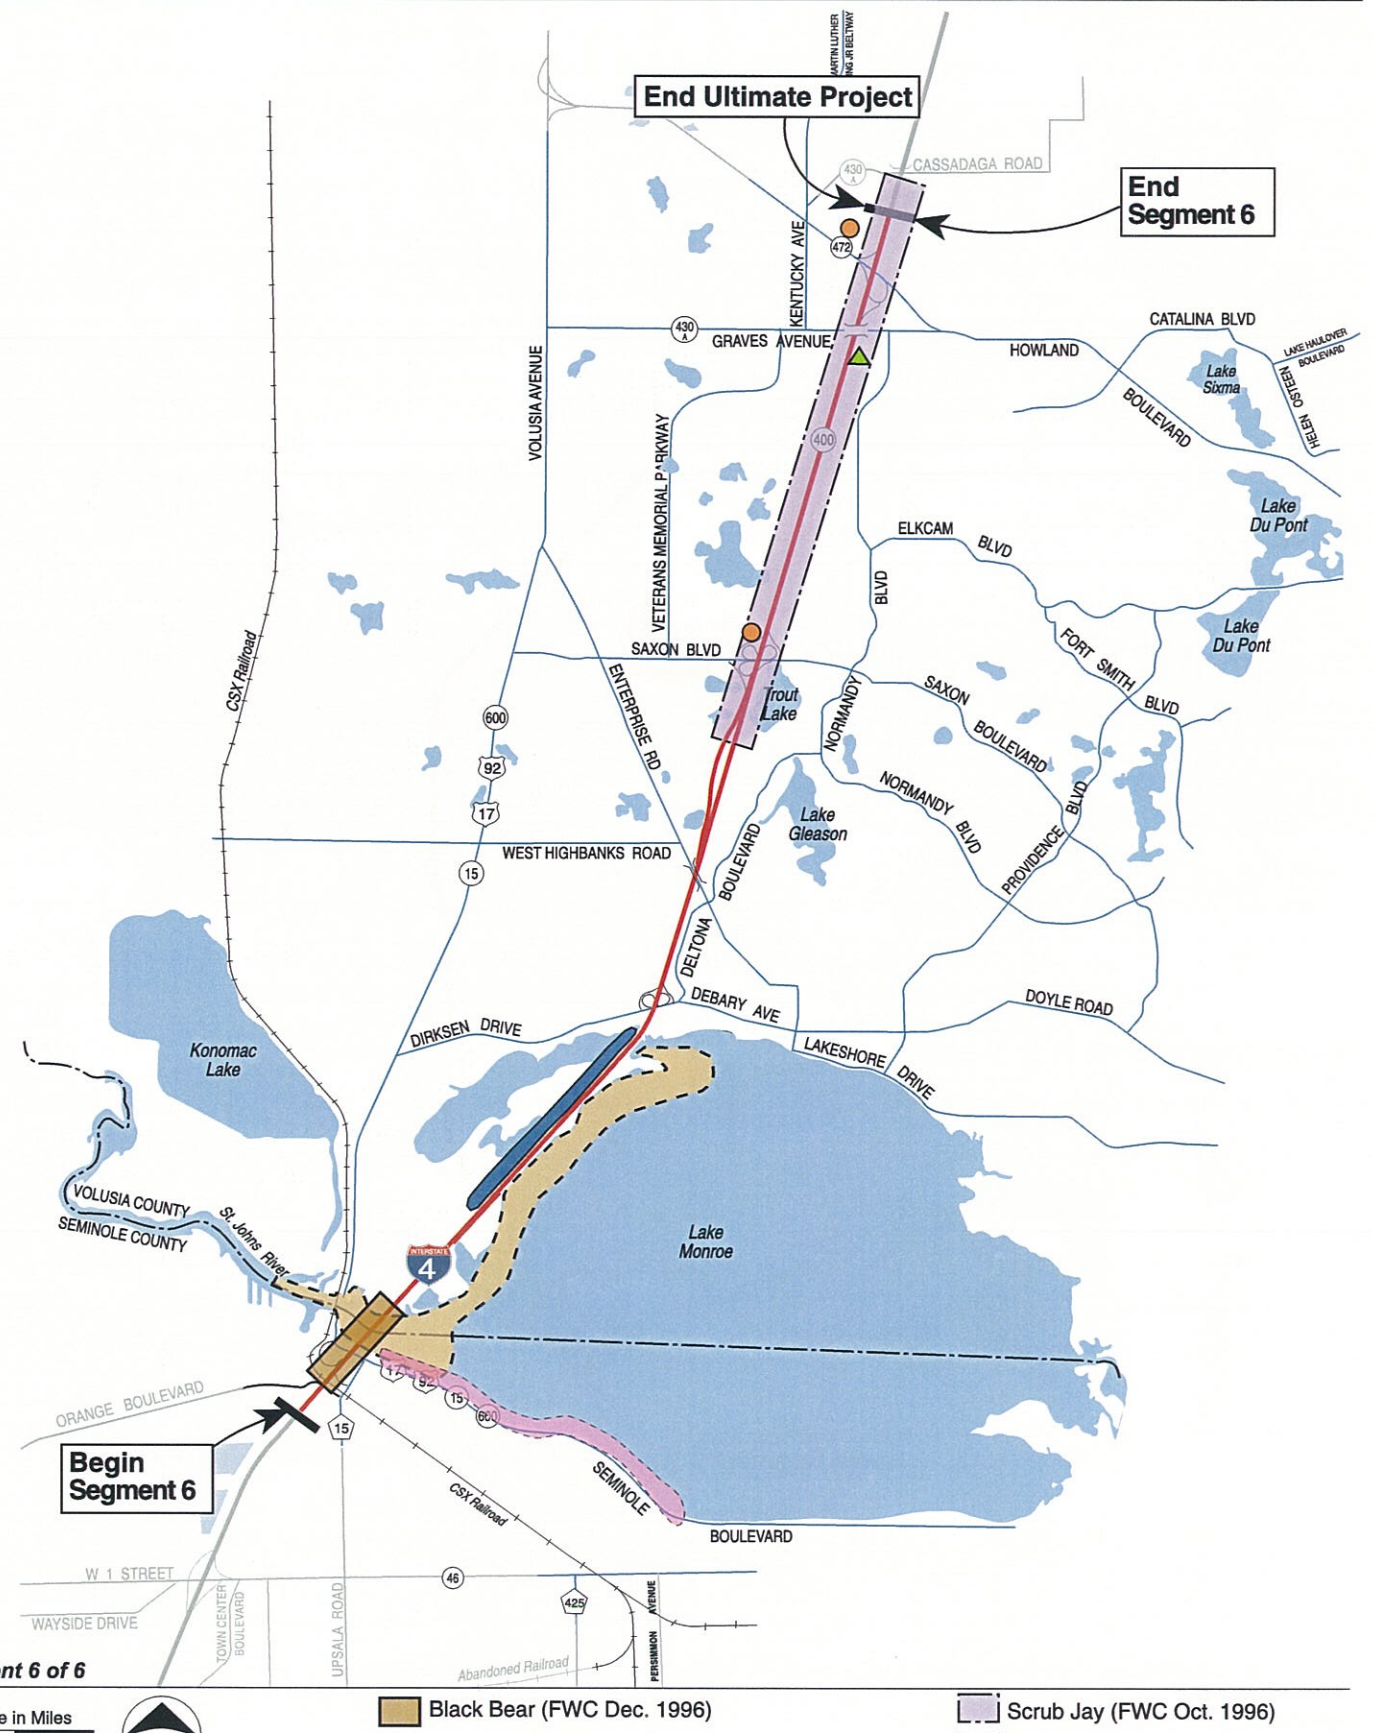 MARTIN LUTHER
NG JR BELTWAY
End Ultimate Project
CASSADAGA ROAD
430
A
End
Segment 6
472
KENTUCKY AVE
430
A
GRAVES AVENUE
HOWLAND
BOULEVARD
CATALINA BLVD
LAKE HAULOVER
BOULEVARD
HELEN OSTEEN
Lake
Sixma
VOLUSIA AVENUE
400
VETERANS MEMORIAL PARKWAY
Lake
Du Pont
ELKCAM BLVD
BLVD
CSX Railroad
Lake
Du Pont
SAXON BLVD
FORT SMITH BLVD
ENTERPRISE RD
Trout
Lake
NORMANDY
SAXON BOULEVARD
600
92
17
NORMANDY BLVD
Lake
Gleason
PROVIDENCE BLVD
WEST HIGHBANKS ROAD
15
DELTONA BOULEVARD
DEBARY AVE
DOYLE ROAD
DIRKSEN DRIVE
LAKESHORE DRIVE
Konomac
Lake
VOLUSIA COUNTY
SEMINOLE COUNTY
St. Johns River
Lake
Monroe
INTERSTATE
4
17
92
15
600
ORANGE BOULEVARD
15
Begin
Segment 6
CSX Railroad
SEMINOLE
BOULEVARD
W 1 STREET
46
WAYSIDE DRIVE
TOWN CENTER
BOULEVARD
UPSALA ROAD
425
PERSIMMON AVENUE
Abandoned Railroad
nt 6 of 6
e in Miles
Black Bear (FWC Dec. 1996)
Scrub Jay (FWC Oct. 1996)